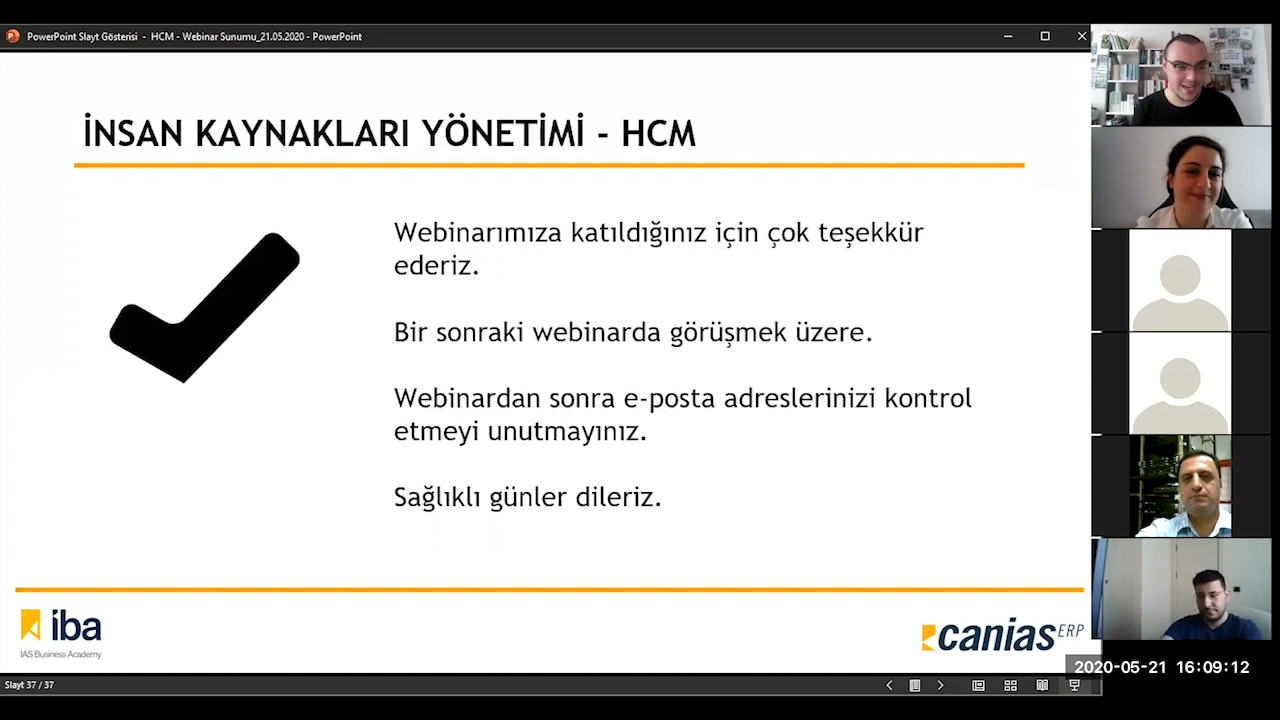 PowerPoint Slayt Gösterisi - HCM - Webinar Sunumu_21.05.2020 - PowerPoint
İNSAN KAYNAKLARI YÖNETİMİ - HCM
Webinarımıza katıldığınız için çok teşekkür
ederiz.
Bir sonraki webinarda görüşmek üzere.
Webinardan sonra e-posta adreslerinizi kontrol
etmeyi unutmayınız.
Sağlıklı günler dileriz.
iba
IAS Business Academy
caniasERP
2020-05-21 16:09:12
Slayt 37 / 37